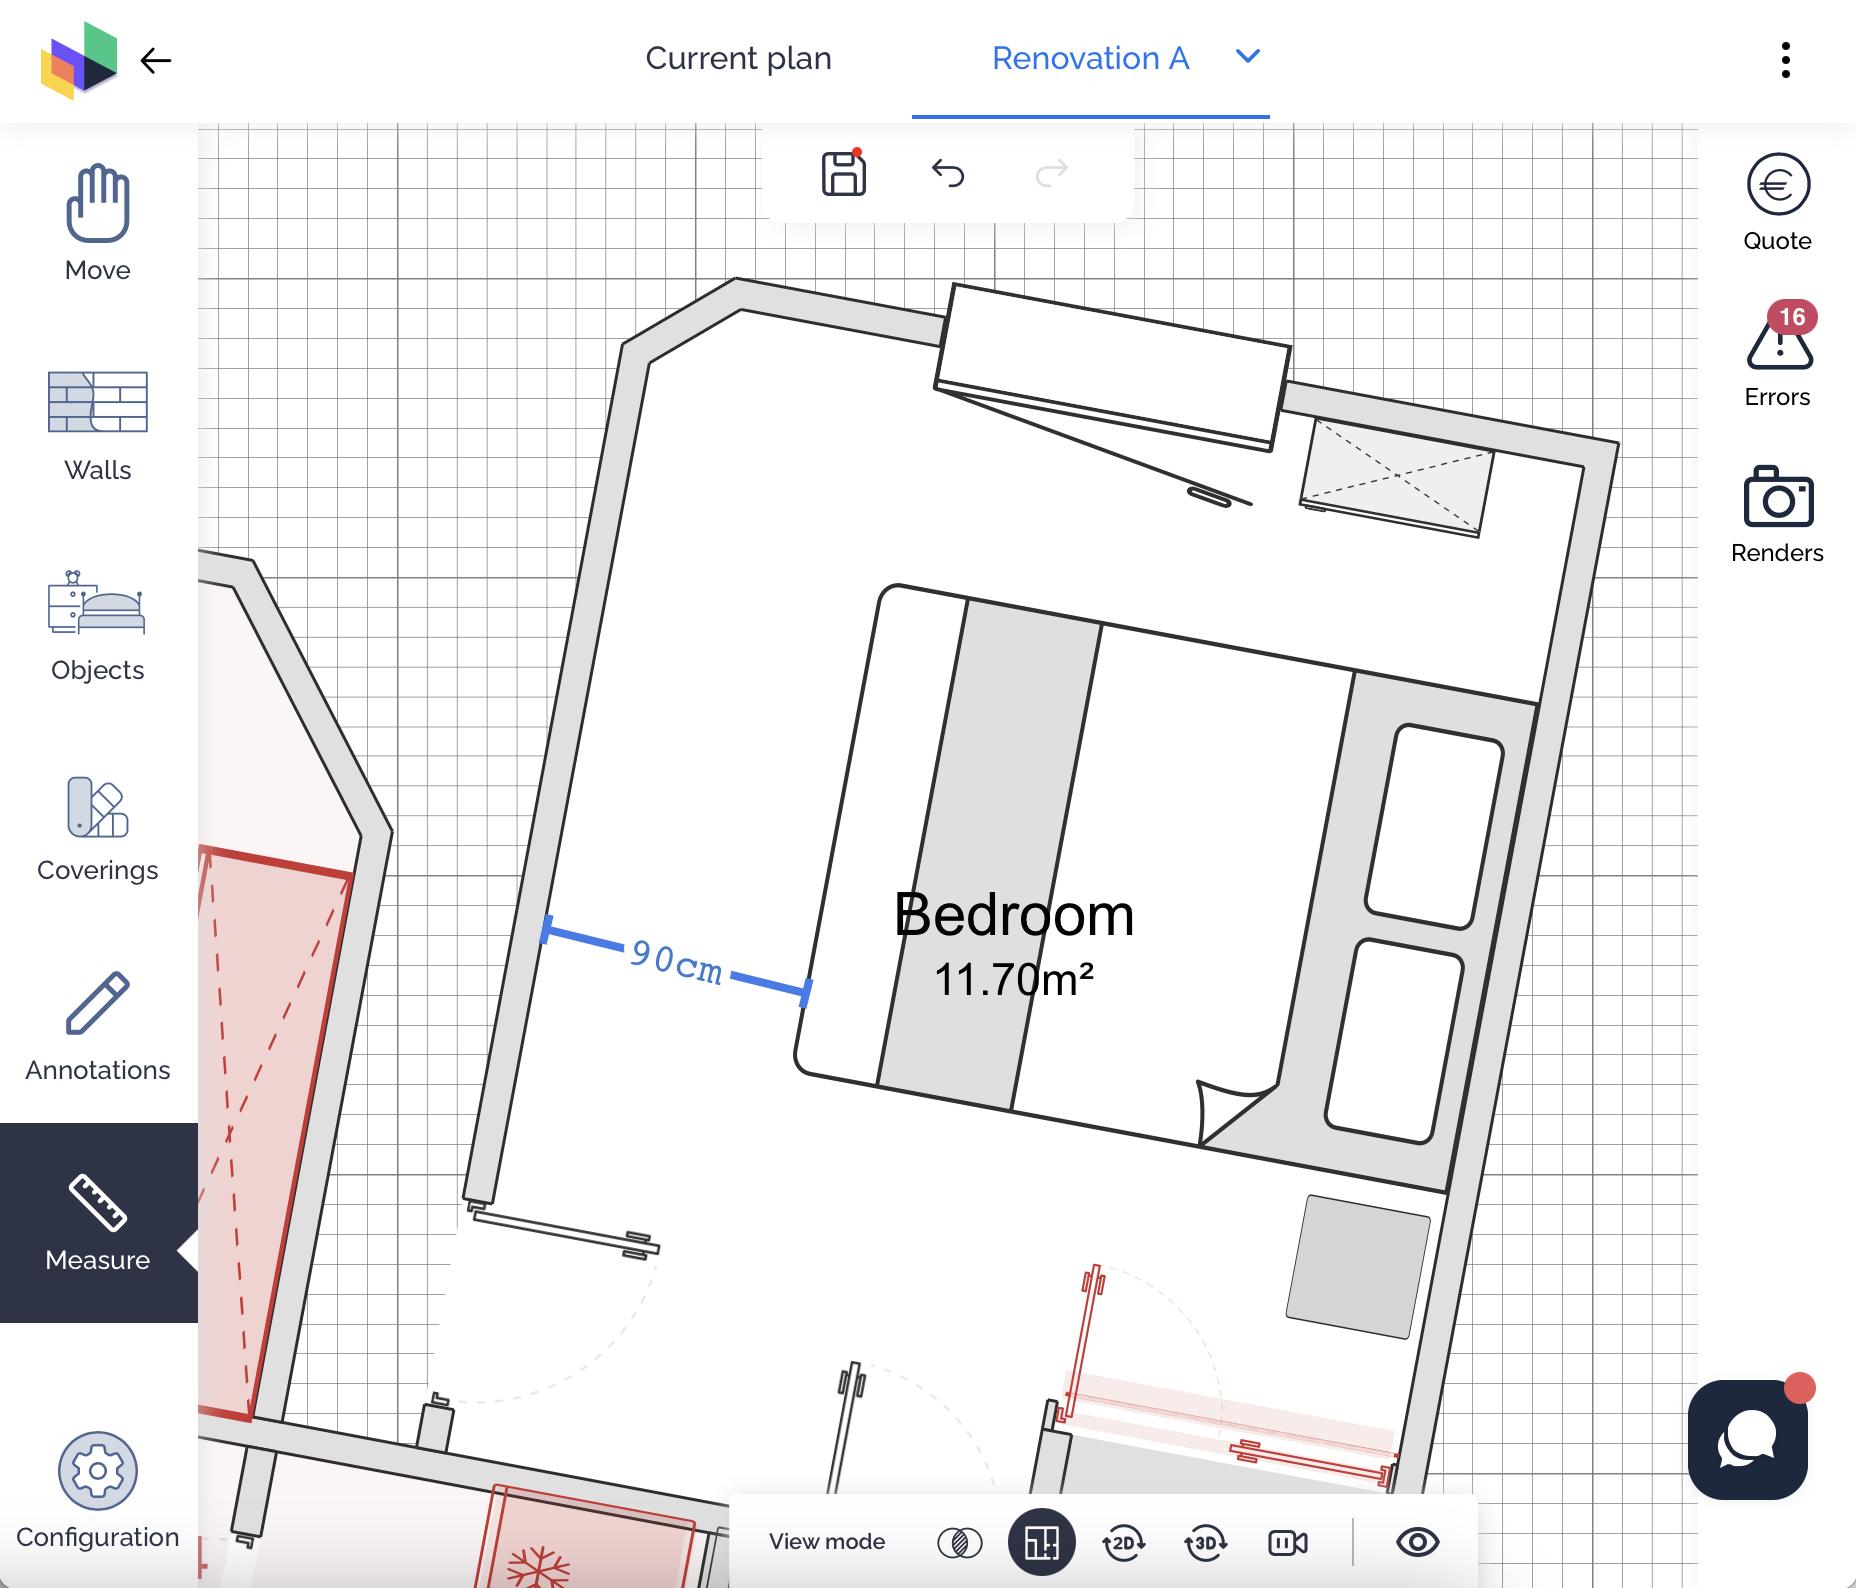 Current plan
Renovation A
Move
Walls
Objects
Coverings
Annotations
Measure
Configuration
Quote
16
Errors
Renders
90cm
Bedroom
11.70m²
View mode
2D
3D